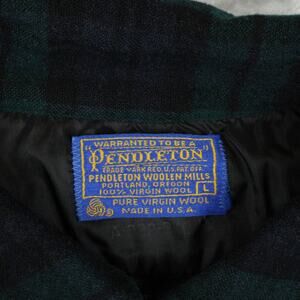 WARRANTED TO BE A
"PENDLETON"
TRADE MARK REG. U.S. PAT. OFF.
PENDLETON WOOLEN MILLS
PORTLAND, OREGON
100% VIRGIN WOOL L
PURE VIRGIN WOOL
MADE IN U.S.A.